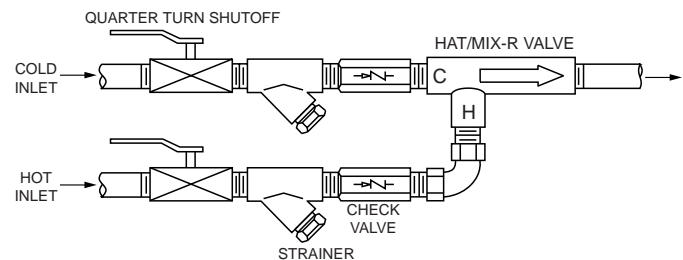 QUARTER TURN SHUTOFF
HAT/MIX-R VALVE
COLD
INLET
C
H
HOT
INLET
CHECK
VALVE
STRAINER